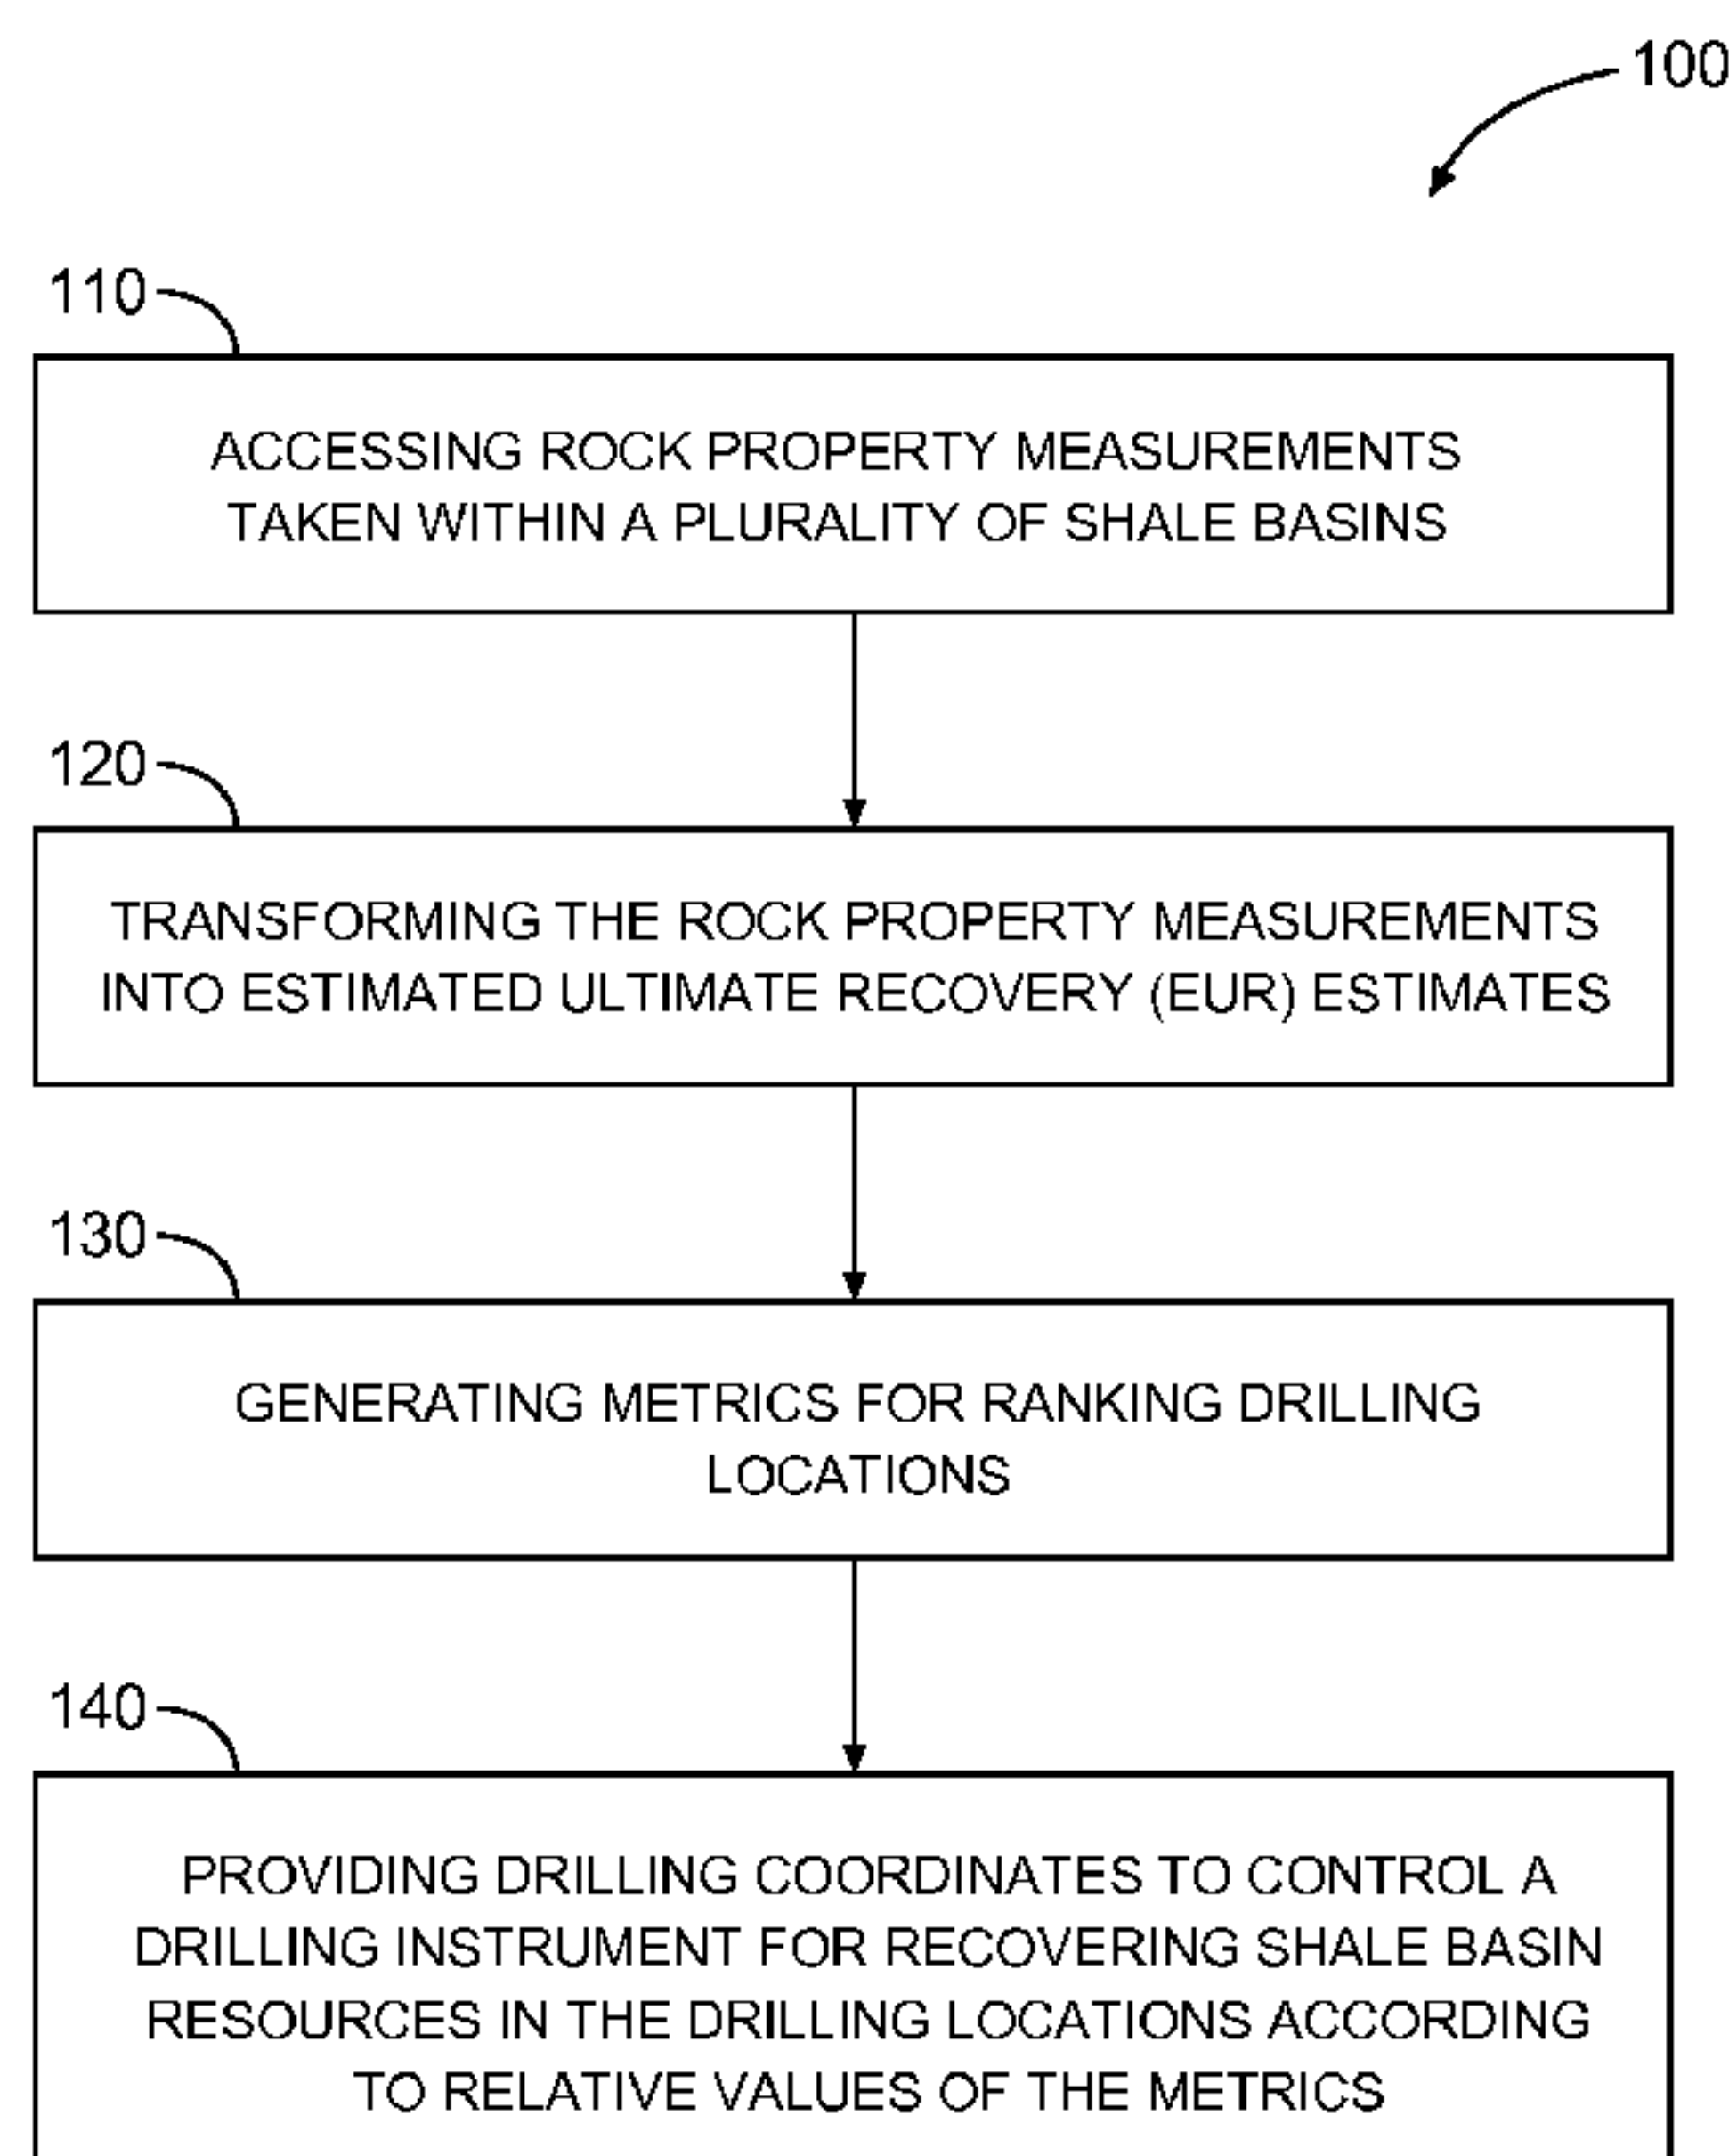 100
110
ACCESSING ROCK PROPERTY MEASUREMENTS
TAKEN WITHIN A PLURALITY OF SHALE BASINS
120
TRANSFORMING THE ROCK PROPERTY MEASUREMENTS
INTO ESTIMATED ULTIMATE RECOVERY (EUR) ESTIMATES
130
GENERATING METRICS FOR RANKING DRILLING
LOCATIONS
140
PROVIDING DRILLING COORDINATES TO CONTROL A
DRILLING INSTRUMENT FOR RECOVERING SHALE BASIN
RESOURCES IN THE DRILLING LOCATIONS ACCORDING
TO RELATIVE VALUES OF THE METRICS